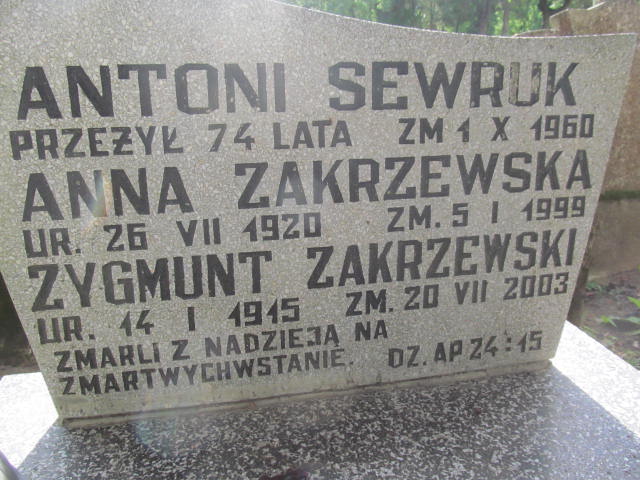 ANTONI SEWRUK
PRZEŻYŁ 74 LATA ZM 1 X 1960
ANNA ZAKRZEWSKA
UR. 26 VII 1920 ZM. 5 I 1999
ZYGMUNT ZAKRZEWSKI
UR. 14 I 1915 ZM. 20 VII 2003
ZMARLI Z NADZIEJĄ NA
ZMARTWYCHWSTANIE. DZ. AP 24:15